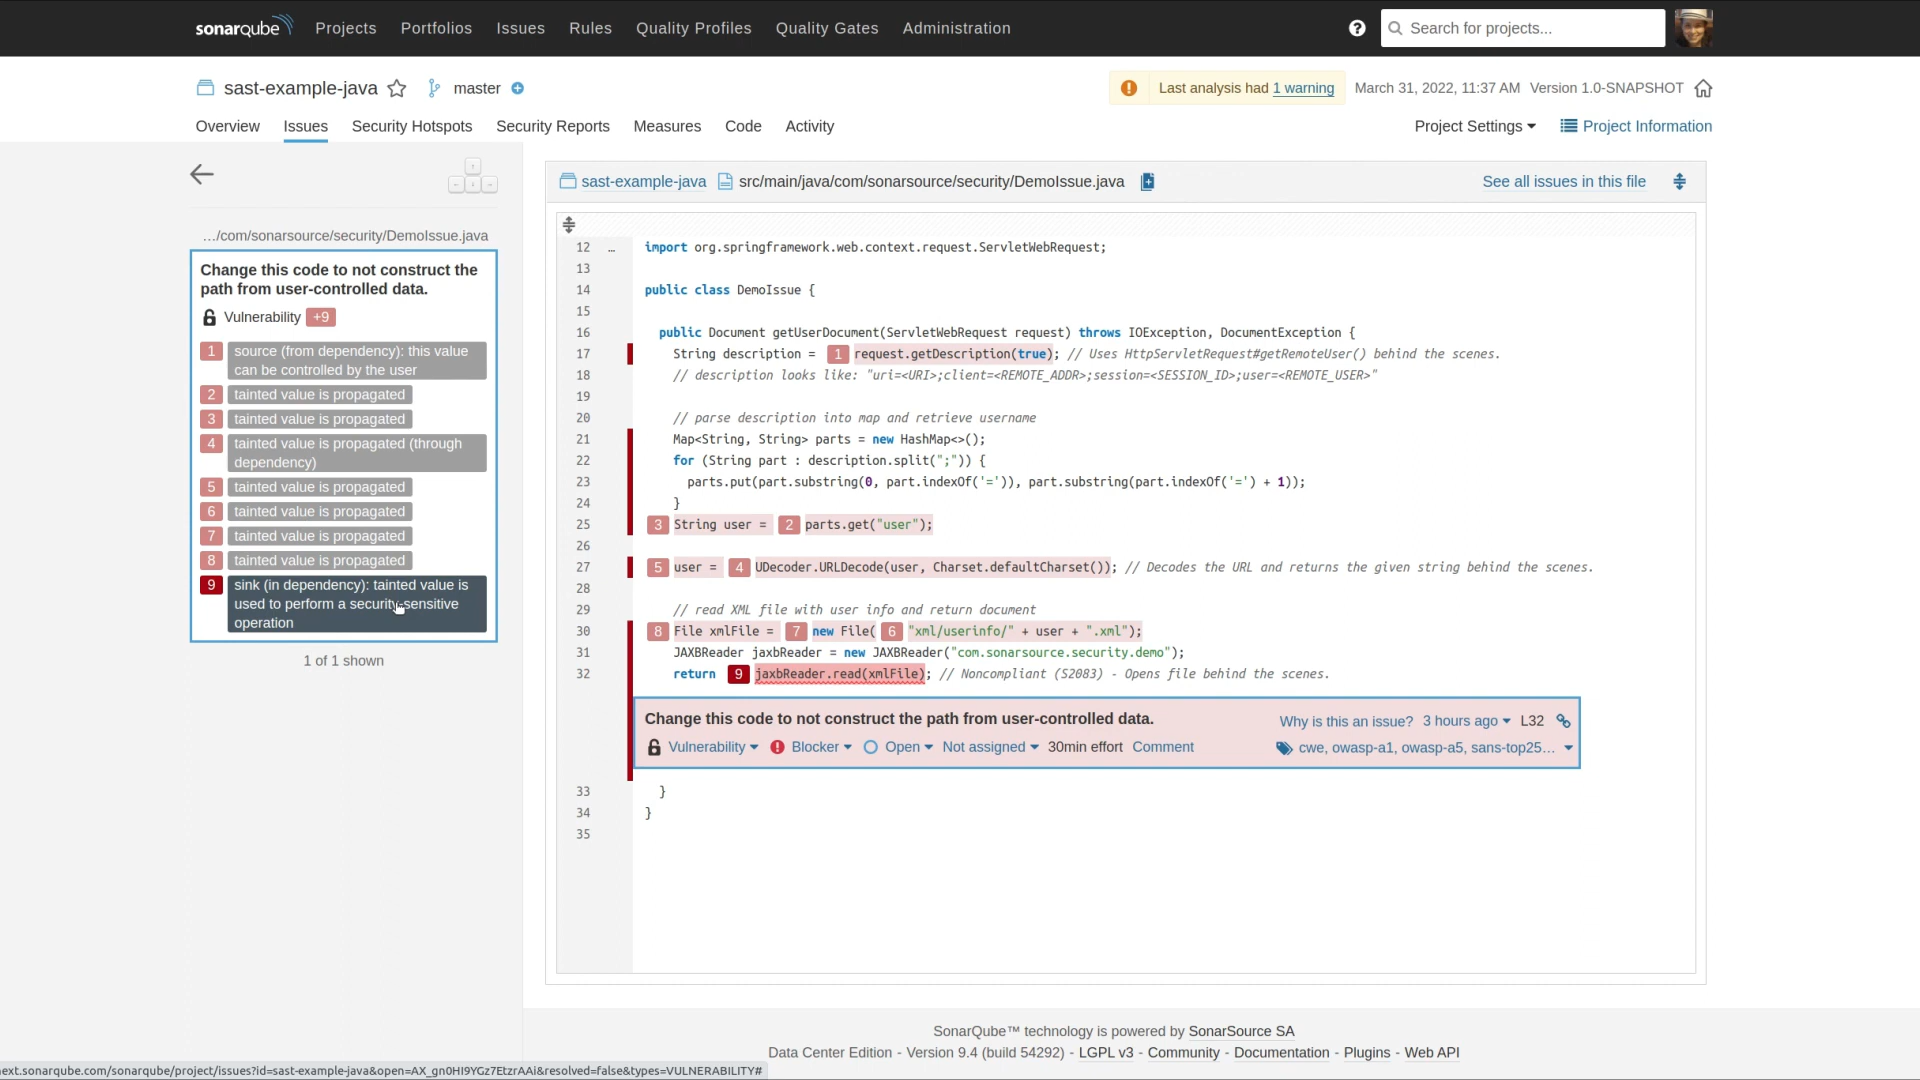 sonarqube Projects Portfolios Issues Rules Quality Profiles Quality Gates Administration ? Search for projects...
sast-example-java master Last analysis had 1 warning March 31, 2022, 11:37 AM Version 1.0-SNAPSHOT
Overview Issues Security Hotspots Security Reports Measures Code Activity Project Settings Project Information
…/com/sonarsource/security/DemoIssue.java
Change this code to not construct the
path from user-controlled data.
Vulnerability +9
1 source (from dependency): this value
can be controlled by the user
2 tainted value is propagated
3 tainted value is propagated
4 tainted value is propagated (through
dependency)
5 tainted value is propagated
6 tainted value is propagated
7 tainted value is propagated
8 tainted value is propagated
9 sink (in dependency): tainted value is
used to perform a security-sensitive
operation
1 of 1 shown
sast-example-java src/main/java/com/sonarsource/security/DemoIssue.java See all issues in this file
12 … import org.springframework.web.context.request.ServletWebRequest;
13
14 public class DemoIssue {
15
16 public Document getUserDocument(ServletWebRequest request) throws IOException, DocumentException {
17 String description = 1 request.getDescription(true); // Uses HttpServletRequest#getRemoteUser() behind the scenes.
18 // description looks like: "uri=<URI>;client=<REMOTE_ADDR>;session=<SESSION_ID>;user=<REMOTE_USER>"
19
20 // parse description into map and retrieve username
21 Map<String, String> parts = new HashMap<>();
22 for (String part : description.split(";")) {
23 parts.put(part.substring(0, part.indexOf('=')), part.substring(part.indexOf('=') + 1));
24 }
25 3 String user = 2 parts.get("user");
26
27 5 user = 4 UDecoder.URLDecode(user, Charset.defaultCharset()); // Decodes the URL and returns the given string behind the scenes.
28
29 // read XML file with user info and return document
30 8 File xmlFile = 7 new File( 6 "xml/userinfo/" + user + ".xml");
31 JAXBReader jaxbReader = new JAXBReader("com.sonarsource.security.demo");
32 return 9 jaxbReader.read(xmlFile); // Noncompliant (S2083) - Opens file behind the scenes.
Change this code to not construct the path from user-controlled data. Why is this an issue? 3 hours ago L32
Vulnerability Blocker Open Not assigned 30min effort Comment cwe, owasp-a1, owasp-a5, sans-top25…
33 }
34 }
35
SonarQube™ technology is powered by SonarSource SA
Data Center Edition - Version 9.4 (build 54292) - LGPL v3 - Community - Documentation - Plugins - Web API
ext.sonarqube.com/sonarqube/project/issues?id=sast-example-java&open=AX_gn0HI9YGz7EtzrAAi&resolved=false&types=VULNERABILITY#